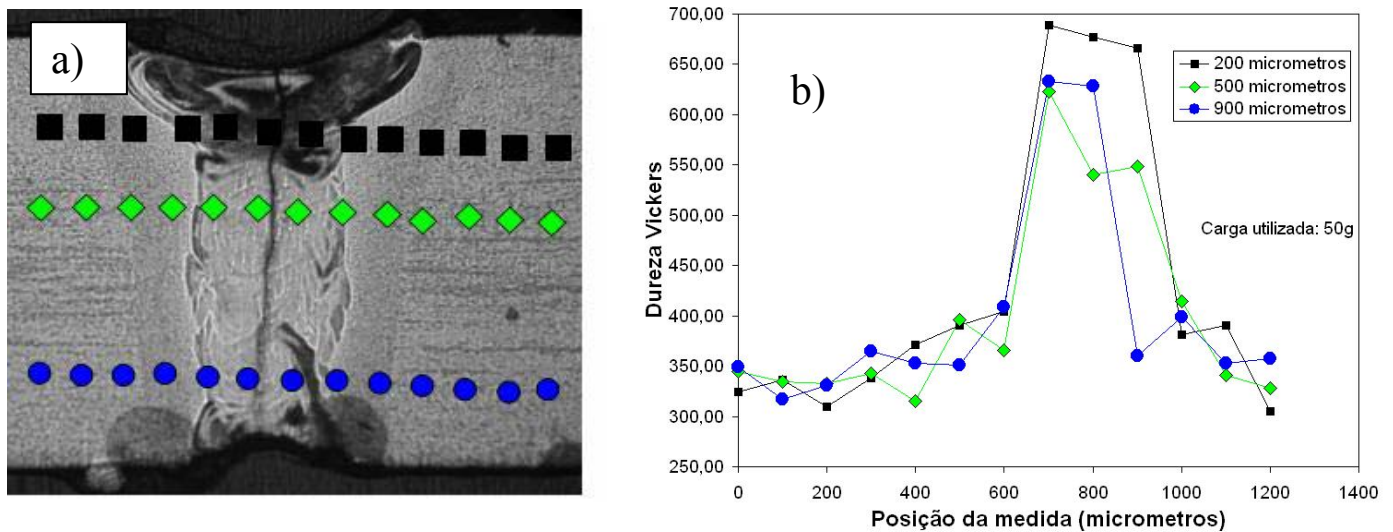 a)
b)
700,00
650,00
600,00
550,00
500,00
450,00
400,00
350,00
300,00
250,00
Dureza Vickers
200 micrometros
500 micrometros
900 micrometros
Carga utilizada: 50g
0 200 400 600 800 1000 1200 1400
Posição da medida (micrometros)